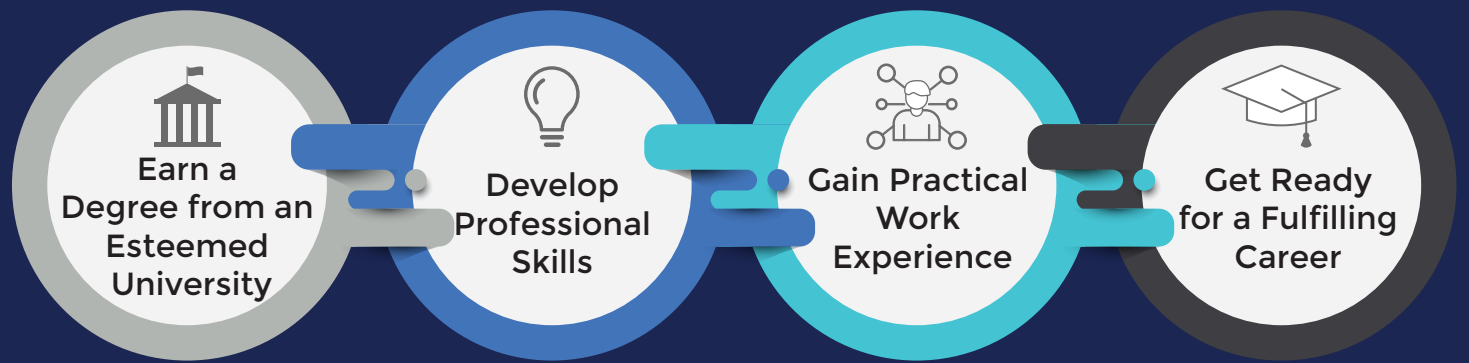 Earn a
Degree from an
Esteemed
University
Develop
Professional
Skills
Gain Practical
Work
Experience
Get Ready
for a Fulfilling
Career